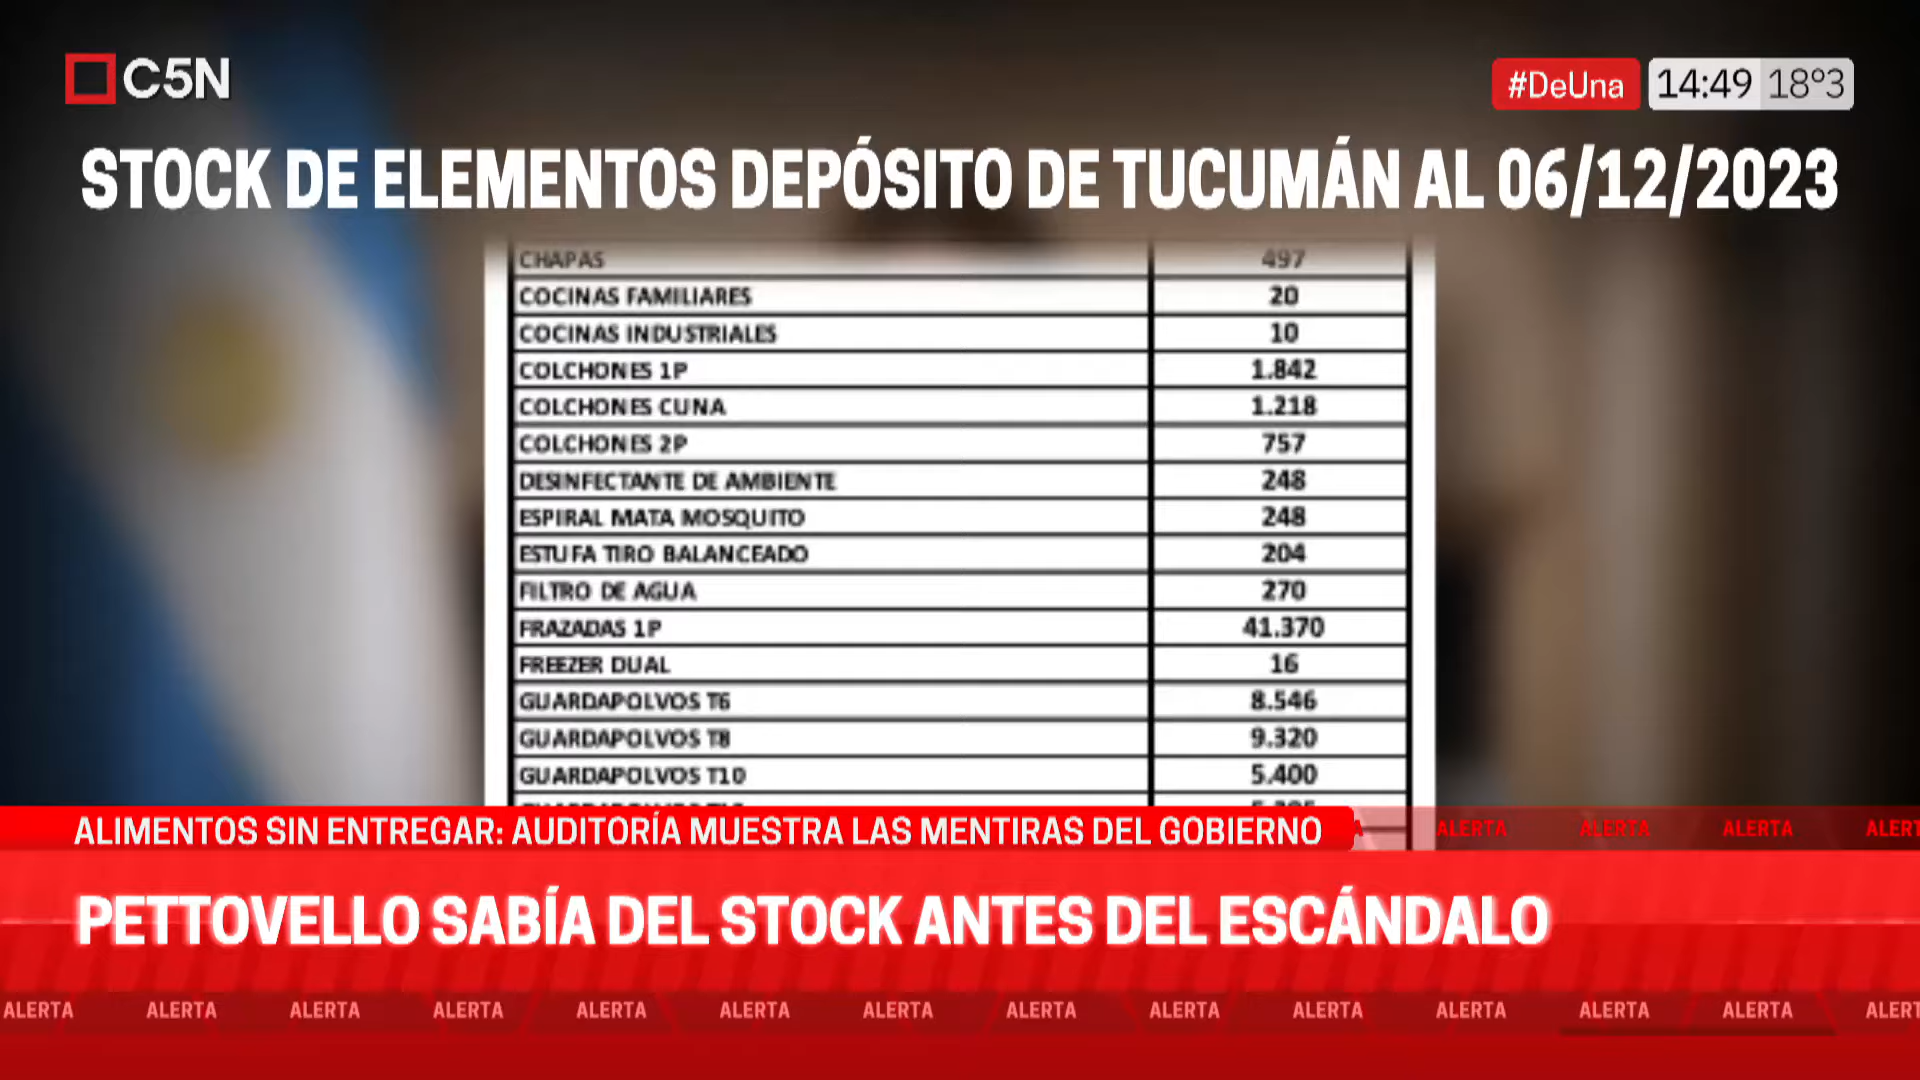 C5N
#DeUna 14:49 18º3
STOCK DE ELEMENTOS DEPÓSITO DE TUCUMÁN AL 06/12/2023
CHAPAS 497
COCINAS FAMILIARES 20
COCINAS INDUSTRIALES 10
COLCHONES 1P 1.842
COLCHONES CUNA 1.218
COLCHONES 2P 757
DESINFECTANTE DE AMBIENTE 248
ESPIRAL MATA MOSQUITO 248
ESTUFA TIRO BALANCEADO 204
FILTRO DE AGUA 270
FRAZADAS 1P 41.370
FREEZER DUAL 16
GUARDAPOLVOS T6 8.546
GUARDAPOLVOS T8 9.320
GUARDAPOLVOS T10 5.400
ALIMENTOS SIN ENTREGAR: AUDITORÍA MUESTRA LAS MENTIRAS DEL GOBIERNO
ALERTA ALERTA ALERTA
PETTOVELLO SABÍA DEL STOCK ANTES DEL ESCÁNDALO
ALERTA ALERTA ALERTA ALERTA ALERTA ALERTA ALERTA ALERTA ALERTA ALERTA ALERTA ALERTA ALERTA